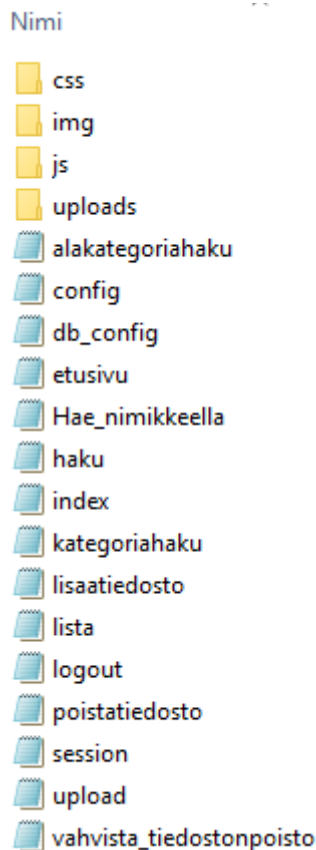 Nimi
css
img
js
uploads
alakategoriahaku
config
db_config
etusivu
Hae_nimikkeella
haku
index
kategoriahaku
lisaatiedosto
lista
logout
poistatiedosto
session
upload
vahvista_tiedostonpoisto